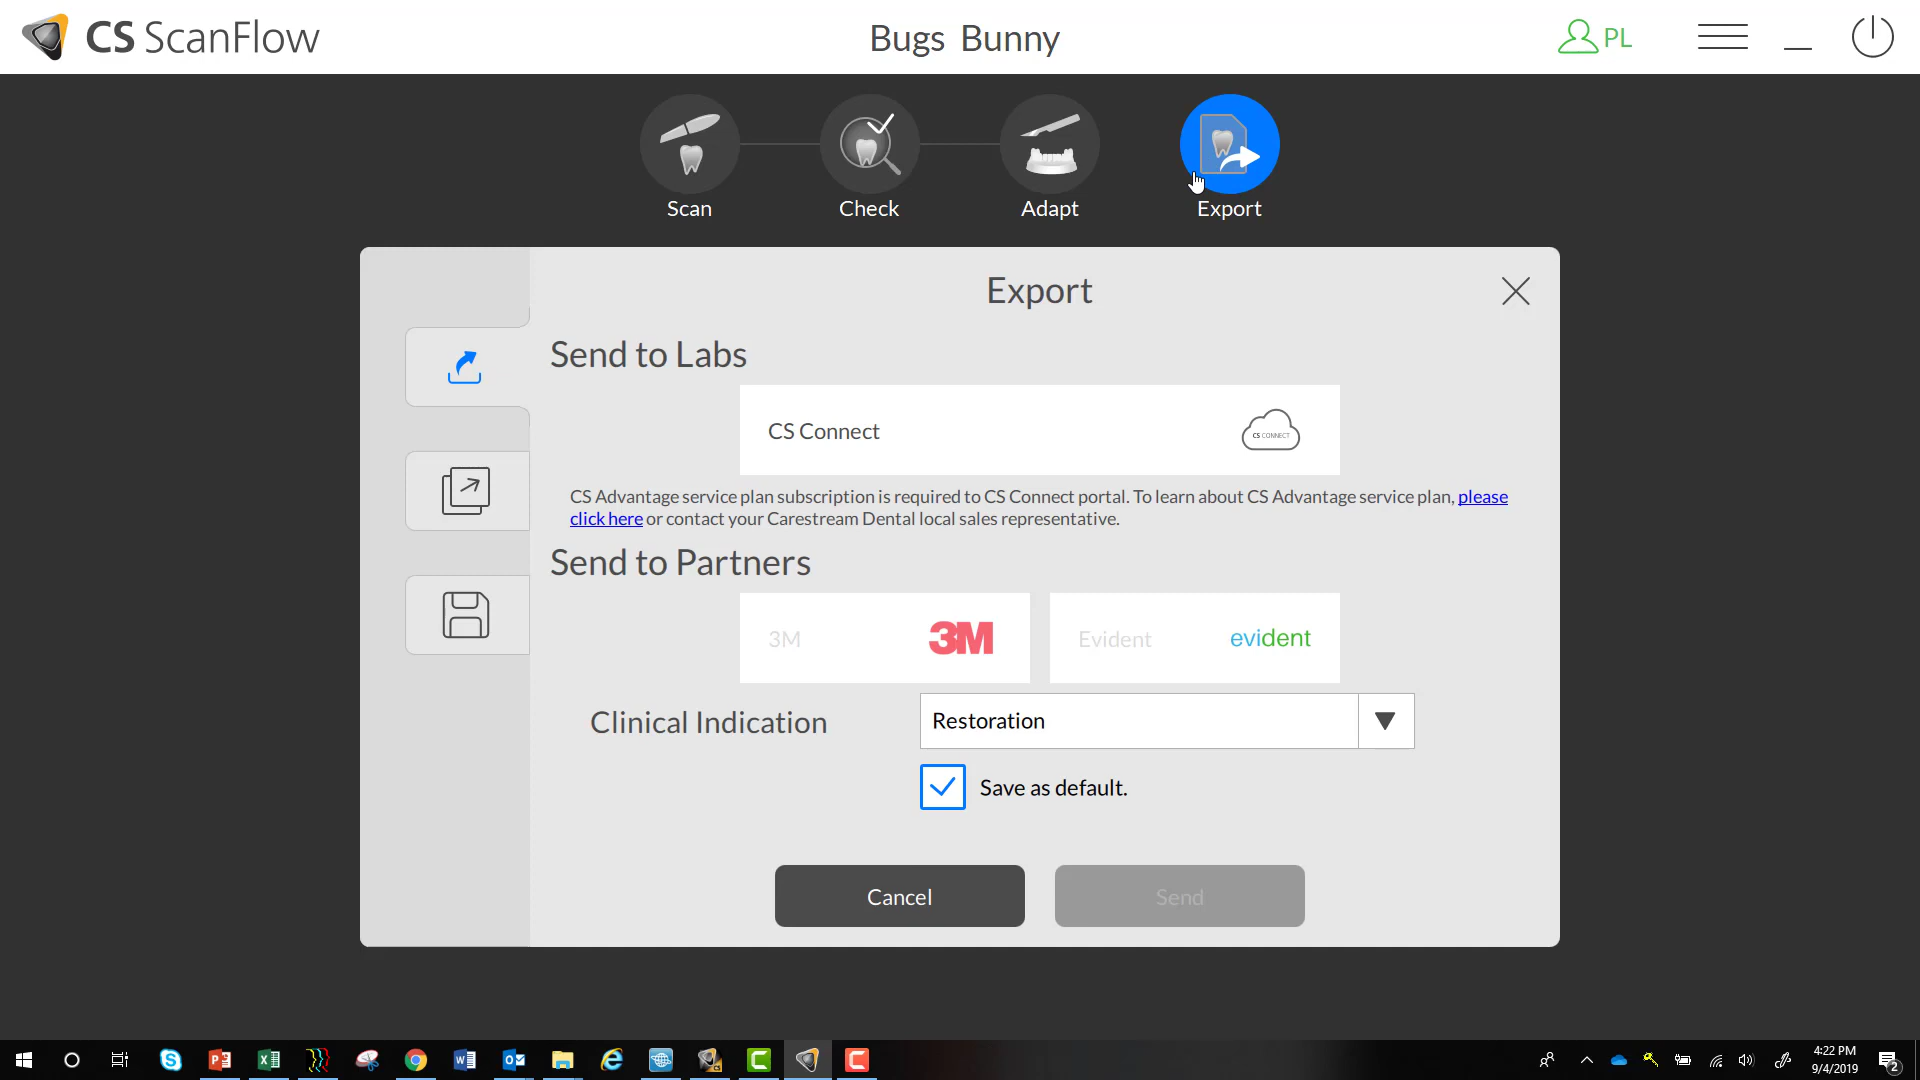 CS ScanFlow
Bugs Bunny
PL
Scan
Check
Adapt
Export
Export
Send to Labs
CS Connect
CS CONNECT
CS Advantage service plan subscription is required to CS Connect portal. To learn about CS Advantage service plan, please
click here or contact your Carestream Dental local sales representative.
Send to Partners
3M
3M
Evident
evident
Clinical Indication
Restoration
Save as default.
Cancel
Send
4:22 PM
9/4/2019
2